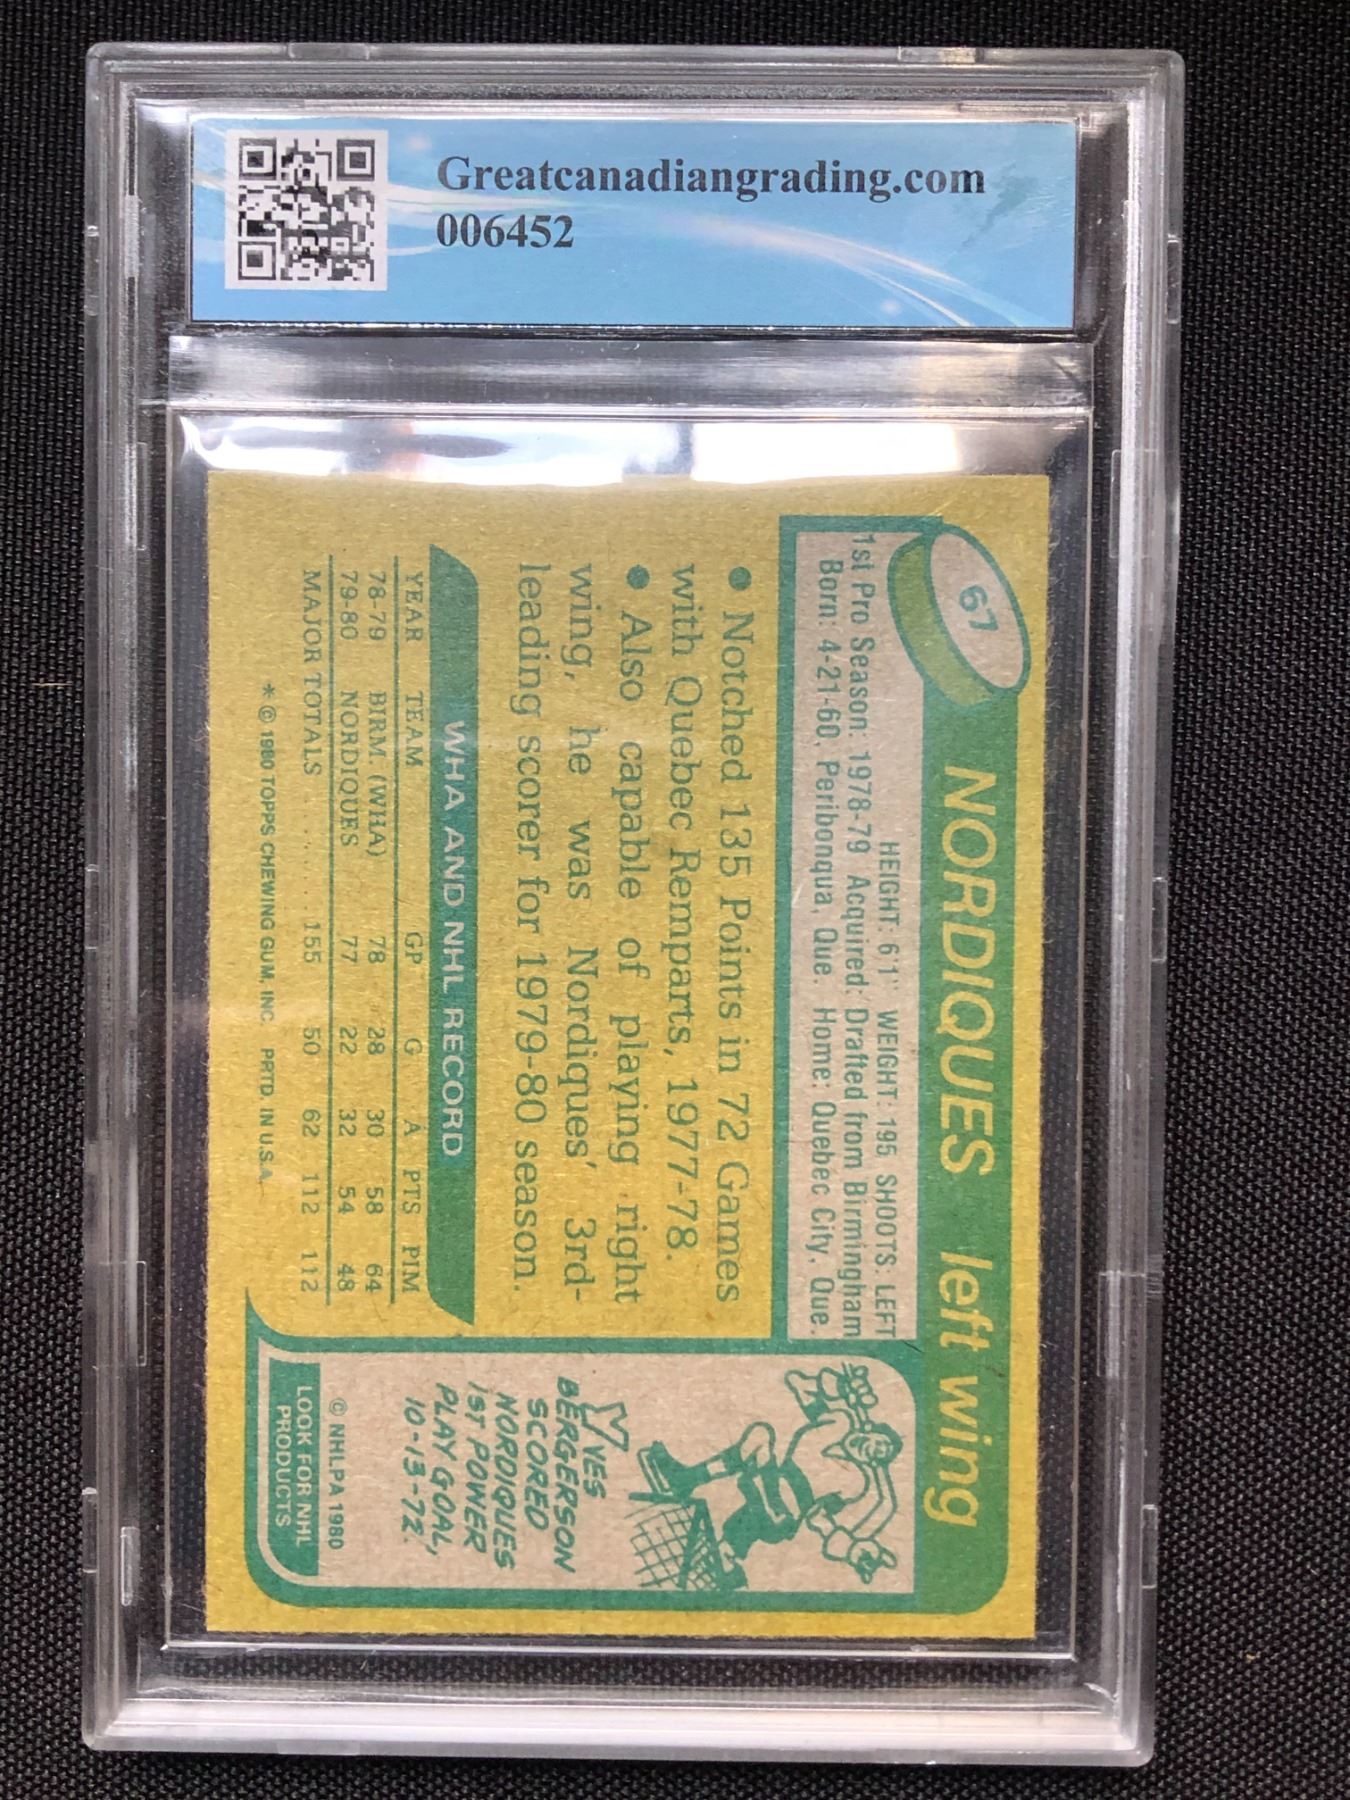 Greatcanadiangrading.com
006452
67
NORDIQUES left wing
HEIGHT: 6'1" WEIGHT: 195 SHOOTS: LEFT
1st Pro Season: 1978-79 Acquired: Drafted from Birmingham
Born: 4-21-60, Peribonqua, Que. Home: Quebec City, Que.
• Notched 135 Points in 72 Games
with Quebec Remparts, 1977-78.
• Also capable of playing right
wing, he was Nordiques' 3rd-
leading scorer for 1979-80 season.
WHA AND NHL RECORD
YEAR TEAM GP G A PTS PIM
78-79 BIRM. (WHA) 78 28 30 58 64
79-80 NORDIQUES 77 22 32 54 48
MAJOR TOTALS ........ 155 50 62 112 112
* © 1980 TOPPS CHEWING GUM, INC. PRTD. IN U.S.A.
YVES
BERGERSON
SCORED
NORDIQUES
1ST POWER
PLAY GOAL,
10-13-72.
© NHLPA 1980
LOOK FOR NHL
PRODUCTS